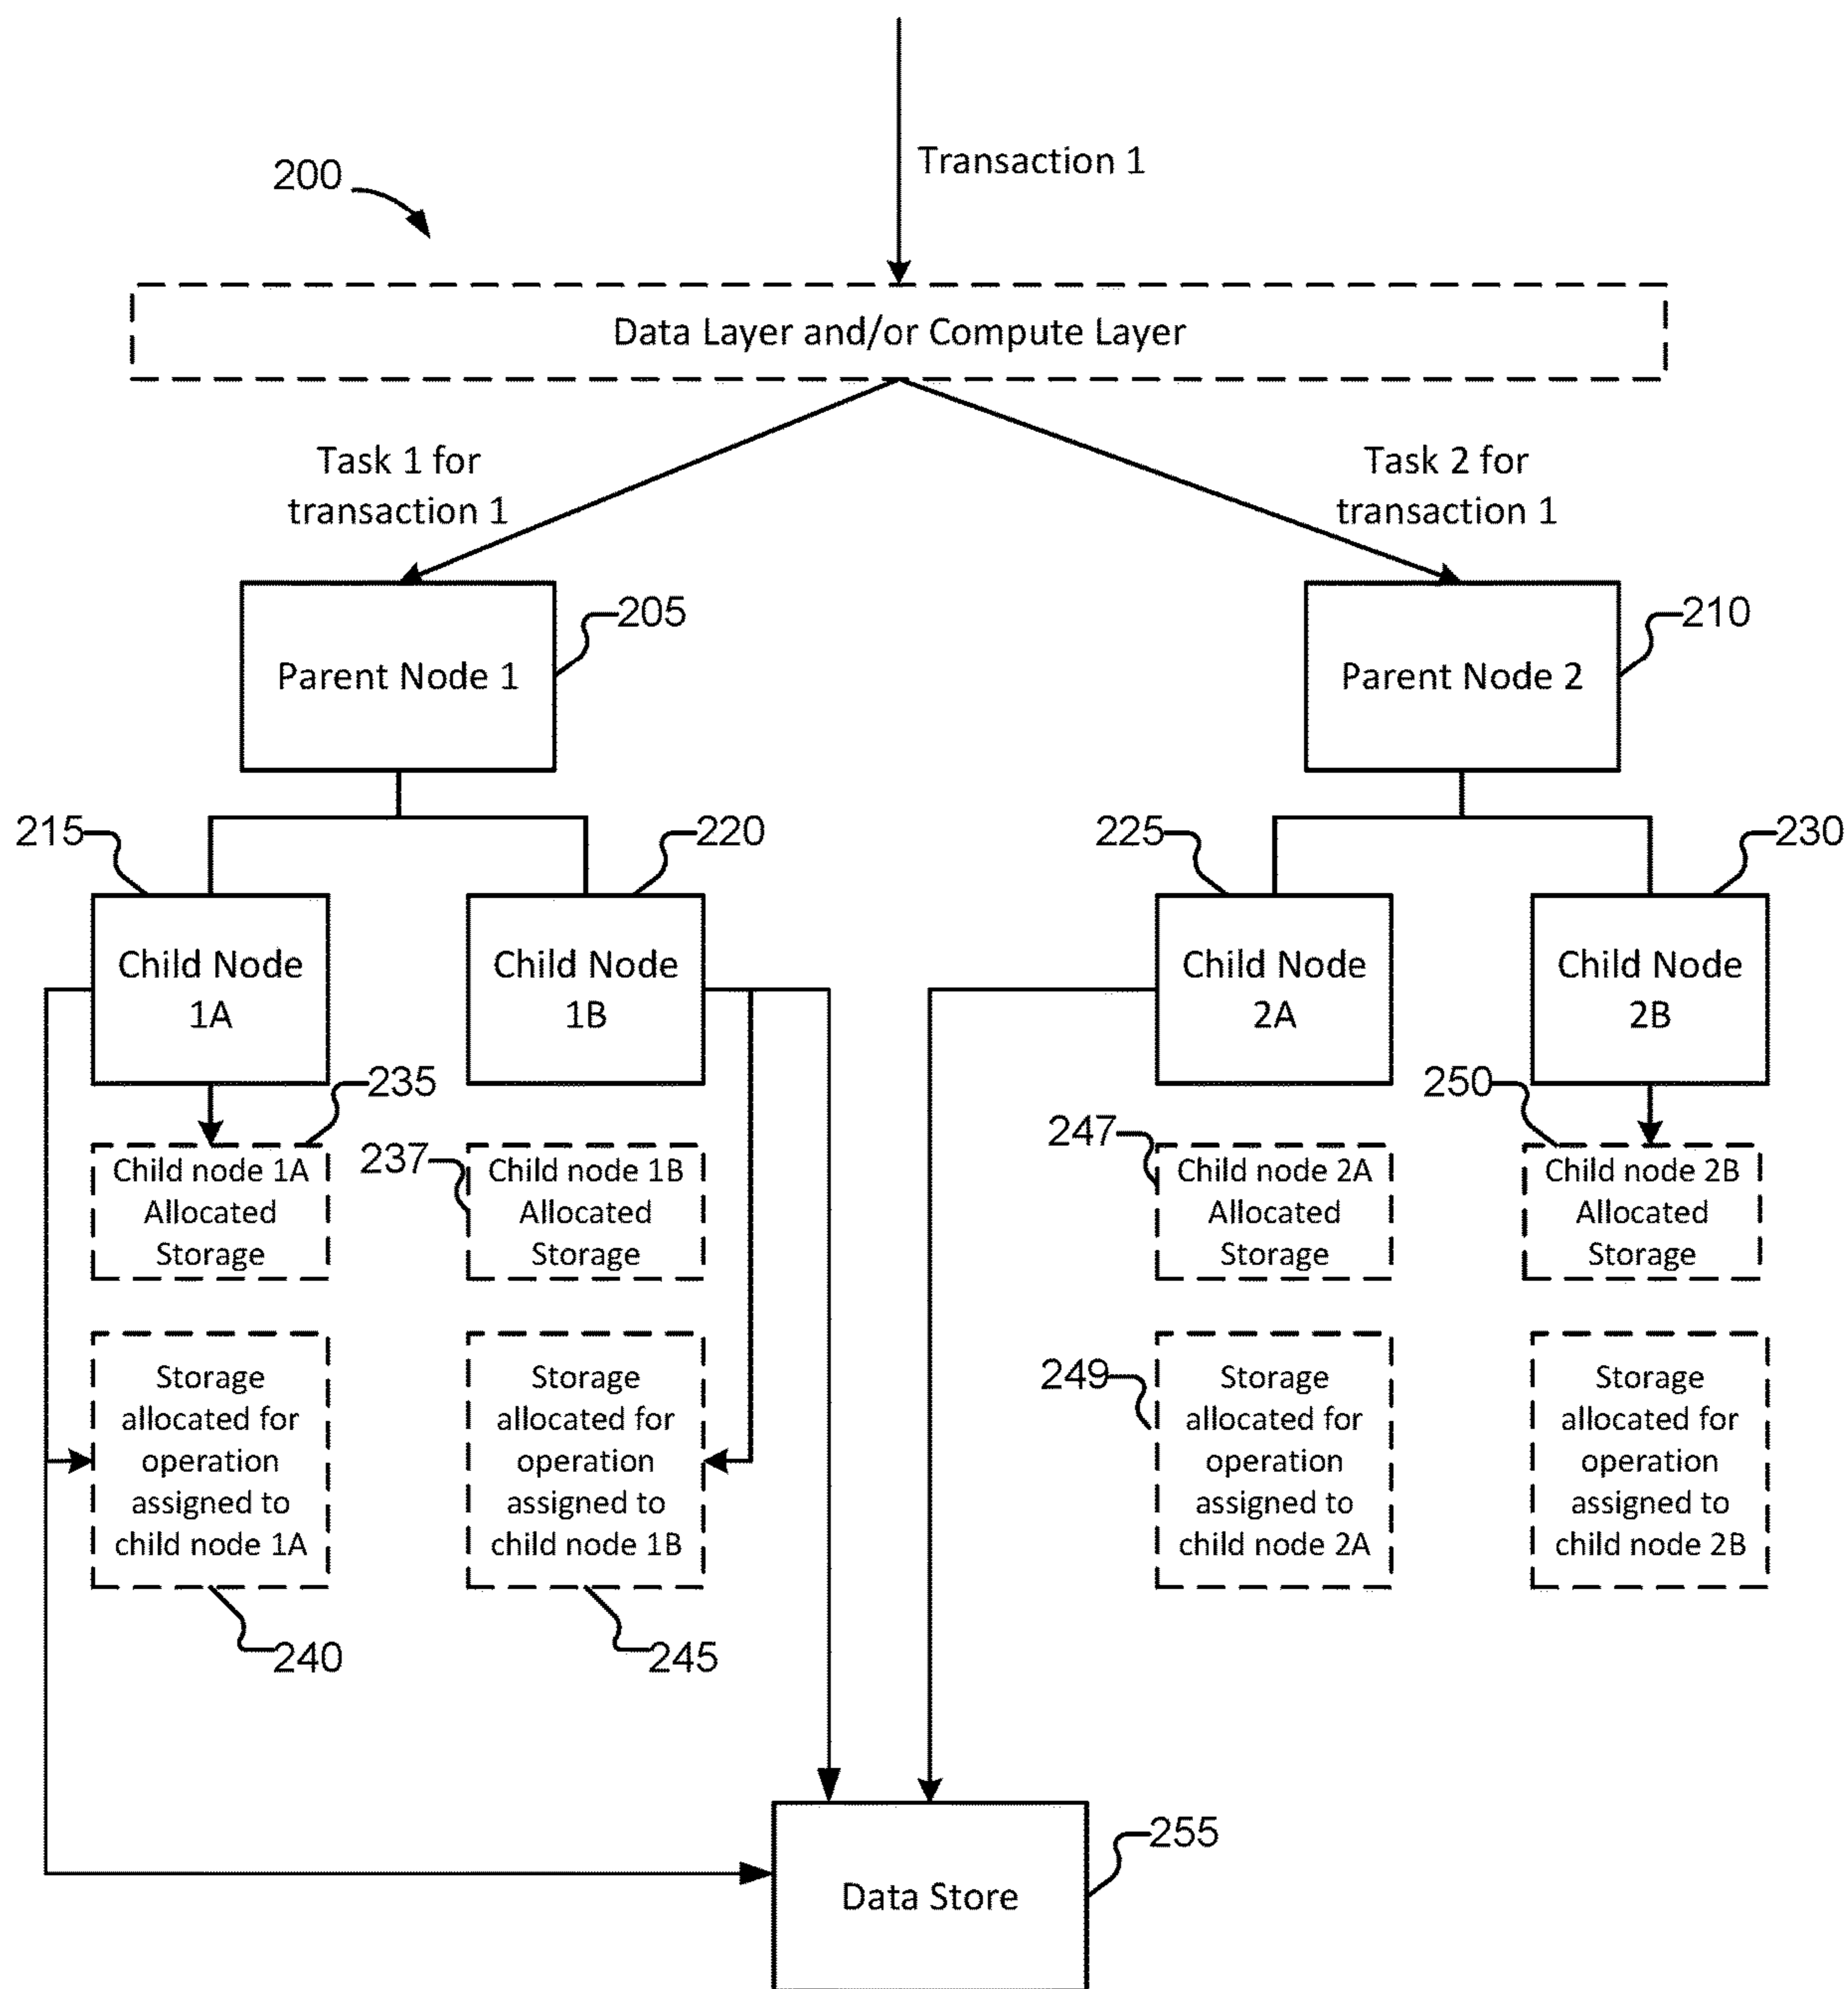 Transaction 1
200
Data Layer and/or Compute Layer
Task 1 for
transaction 1
Task 2 for
transaction 1
205
Parent Node 1
210
Parent Node 2
215
220
225
230
Child Node
1A
Child Node
1B
Child Node
2A
Child Node
2B
235
237
247
250
Child node 1A
Allocated
Storage
Child node 1B
Allocated
Storage
Child node 2A
Allocated
Storage
Child node 2B
Allocated
Storage
Storage
allocated for
operation
assigned to
child node 1A
Storage
allocated for
operation
assigned to
child node 1B
249
Storage
allocated for
operation
assigned to
child node 2A
Storage
allocated for
operation
assigned to
child node 2B
240
245
255
Data Store